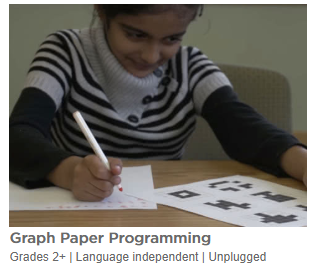 Graph Paper Programming
Grades 2+ | Language independent | Unplugged